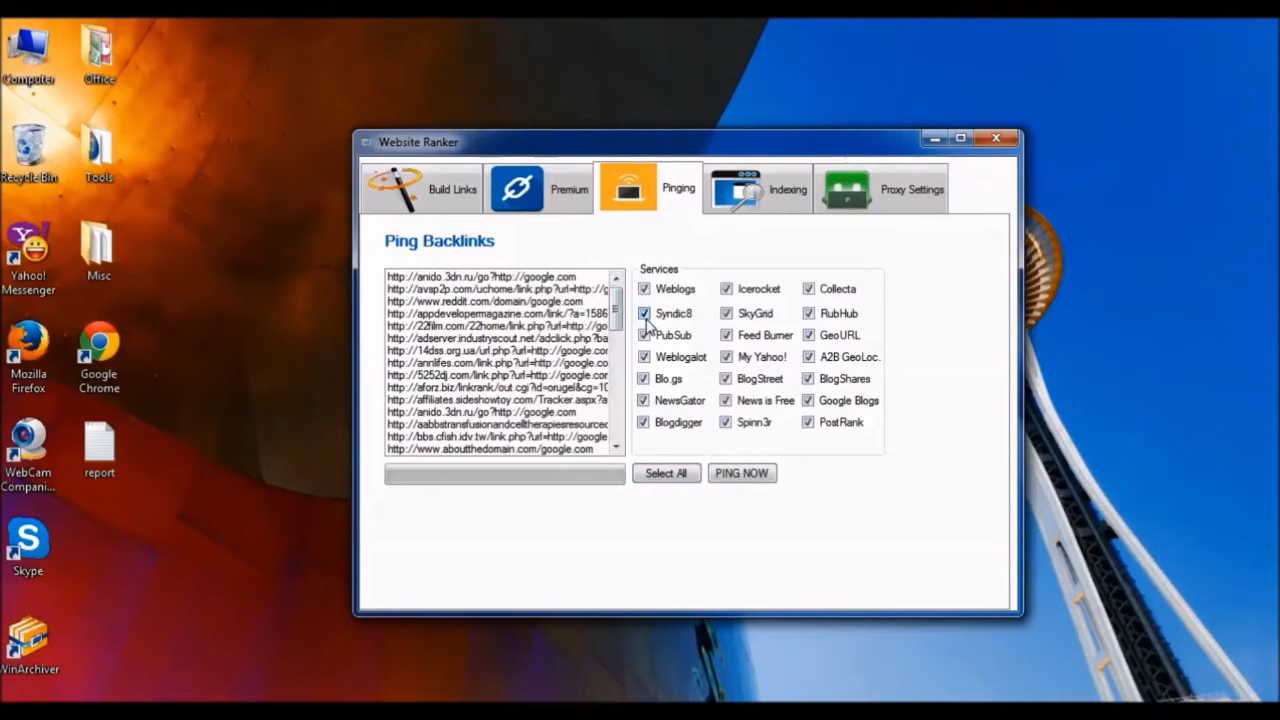 Computer
Office
Recycle Bin
Tools
Yahoo!
Messenger
Misc
Mozilla
Firefox
Google
Chrome
WebCam
Compani...
report
Skype
WinArchiver
Website Ranker
Build Links
Premium
Pinging
Indexing
Proxy Settings
Ping Backlinks
http://anido.3dn.ru/go?http://google.com
http://avsp2p.com/uchome/link.php?url=http://g
http://www.reddit.com/domain/google.com
http://appdevelopermagazine.com/link/?a=1586
http://22film.com/22home/link.php?url=http://go
http://adserver.industryscout.net/adclick.php?ba
http://14dss.org.ua/url.php?url=http://google.com
http://annlifes.com/link.php?url=http://google.com
http://5252dj.com/link.php?url=http://google.com
http://aforz.biz/linkrank/out.cgi?id=orugel&cg=10
http://affiliates.sideshowtoy.com/Tracker.aspx?a
http://anido.3dn.ru/go?http://google.com
http://aabbstransfusionandcelltherapiesresource
http://bbs.cfish.idv.tw/link.php?url=http://google
http://www.aboutthedomain.com/google.com
Services
Weblogs
Icerocket
Collecta
Syndic8
SkyGrid
RubHub
PubSub
Feed Burner
GeoURL
Weblogalot
My Yahoo!
A2B GeoLoc.
Blo.gs
BlogStreet
BlogShares
NewsGator
News is Free
Google Blogs
Blogdigger
Spinn3r
PostRank
Select All
PING NOW